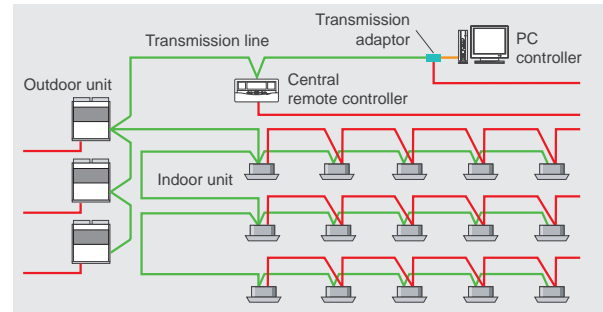 Transmission
adaptor
PC
controller
Transmission line
Central
remote controller
Outdoor unit
Indoor unit